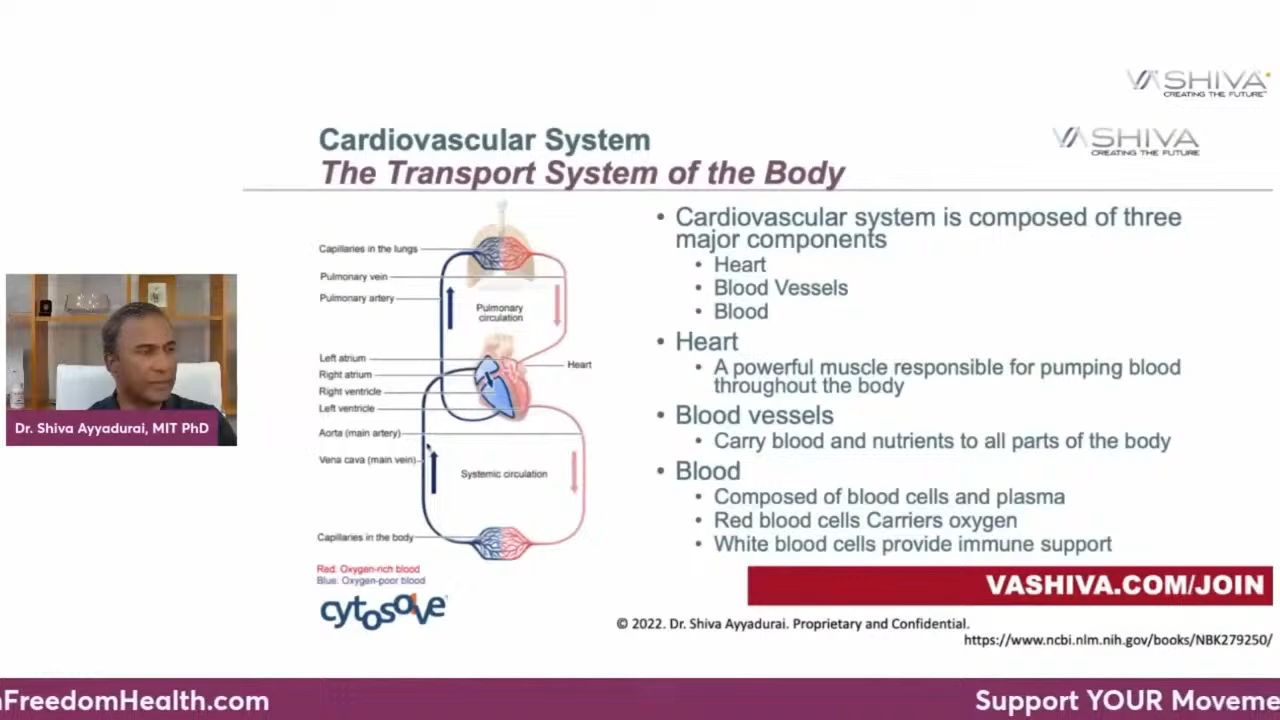 VASHIVA
CREATING THE FUTURE™
VASHIVA
CREATING THE FUTURE
Cardiovascular System
The Transport System of the Body
Capillaries in the lungs
Pulmonary vein
Pulmonary artery
Pulmonary
circulation
Left atrium
Heart
Right atrium
Right ventricle
Left ventricle
Aorta (main artery)
Vena cava (main vein)
Systemic circulation
Capillaries in the body
Red: Oxygen-rich blood
Blue: Oxygen-poor blood
cytosolve
• Cardiovascular system is composed of three
major components
• Heart
• Blood Vessels
• Blood
• Heart
• A powerful muscle responsible for pumping blood
throughout the body
• Blood vessels
• Carry blood and nutrients to all parts of the body
• Blood
• Composed of blood cells and plasma
• Red blood cells Carriers oxygen
• White blood cells provide immune support
Dr. Shiva Ayyadurai, MIT PhD
VASHIVA.COM/JOIN
© 2022. Dr. Shiva Ayyadurai. Proprietary and Confidential.
https://www.ncbi.nlm.nih.gov/books/NBK279250/
FreedomHealth.com
Support YOUR Moveme